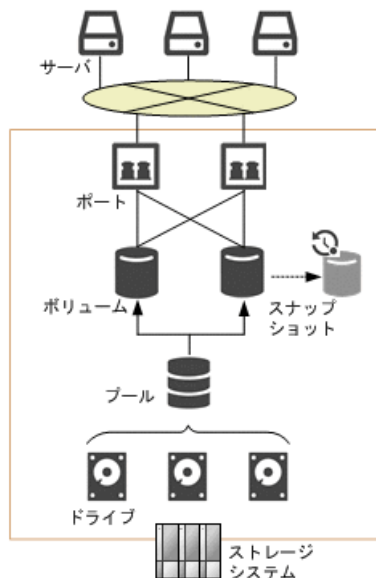 サーバ
ポート
ボリューム
スナップ
ショット
プール
ドライブ
ストレージ
システム